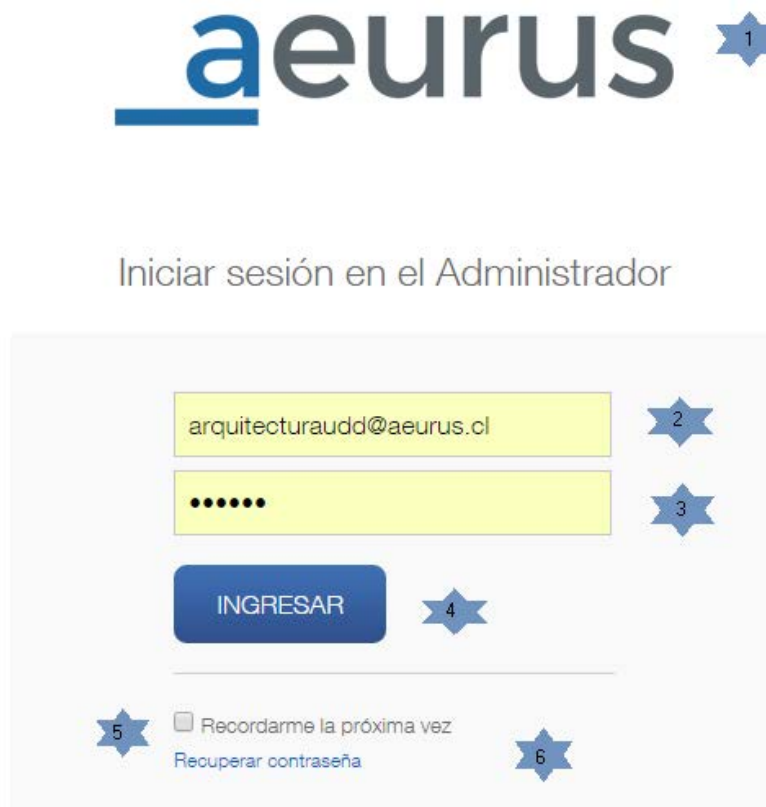 aeurus 1
Iniciar sesión en el Administrador
arquitecturaudd@aeurus.cl 2
•••••• 3
INGRESAR 4
5 Recordarme la próxima vez
Recuperar contraseña 6